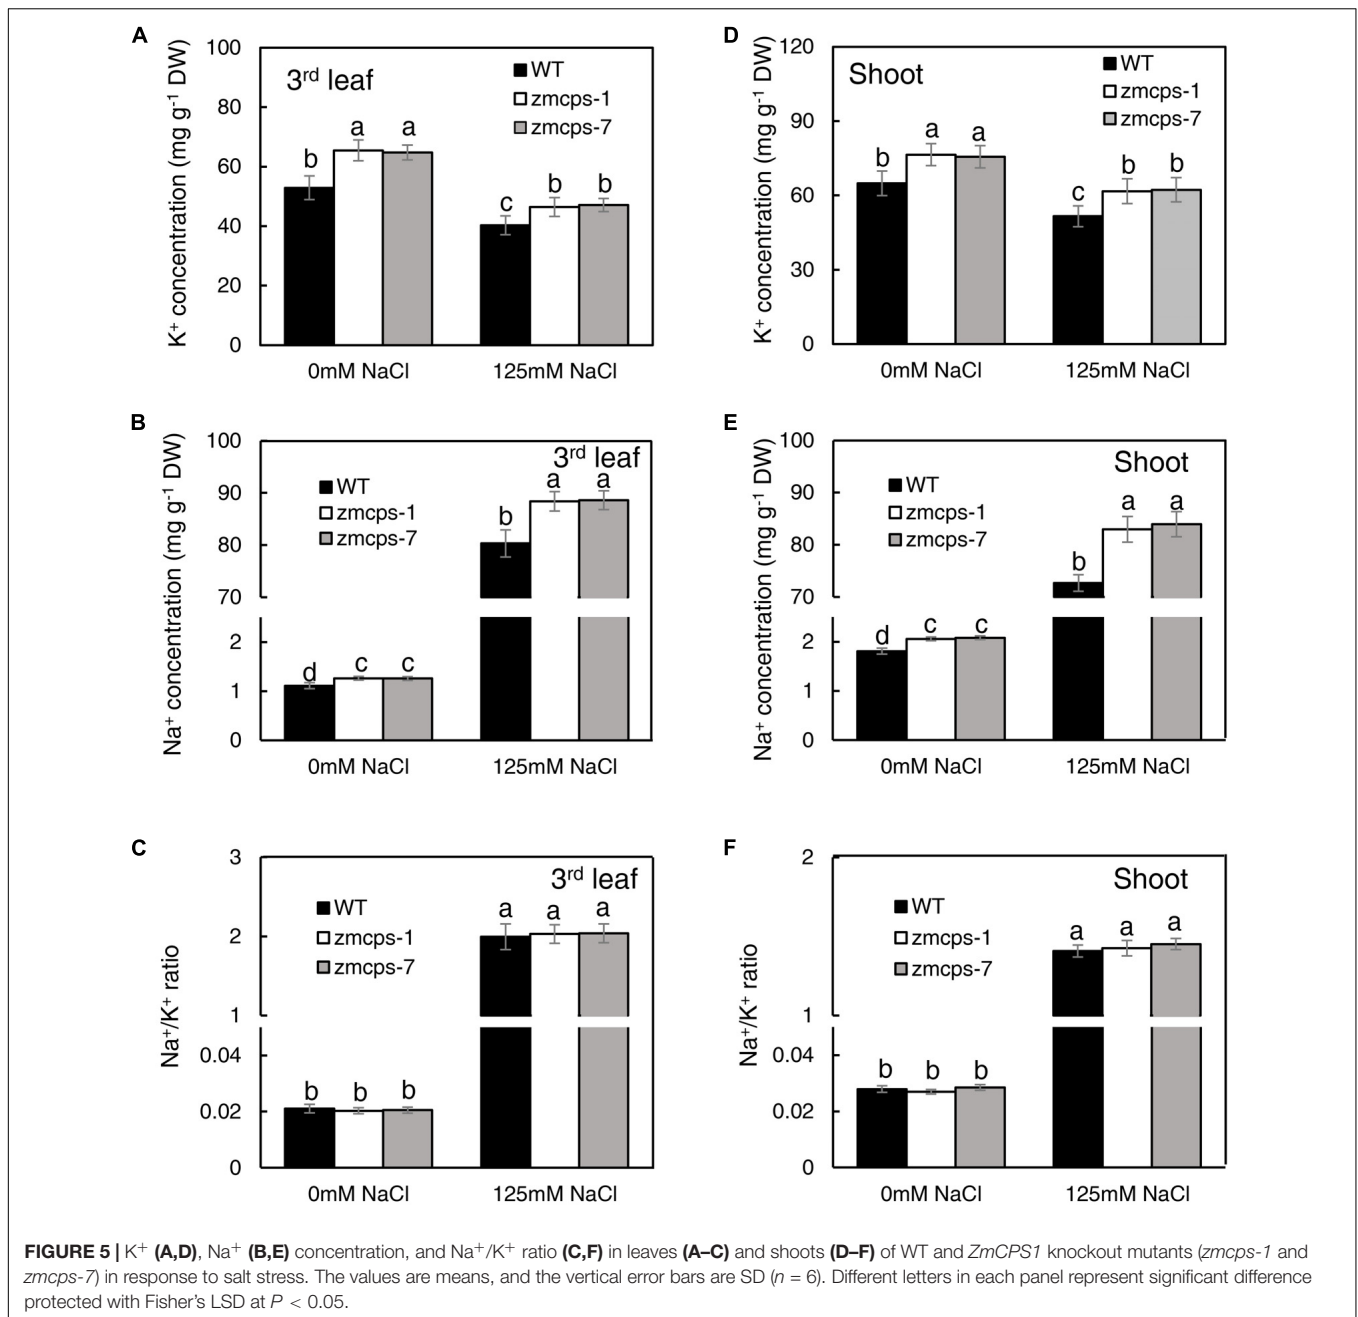 A
K⁺ concentration (mg g⁻¹ DW)
100
80
60
40
20
0
3rd leaf
WT
zmcps-1
zmcps-7
b
a
a
c
b
b
0mM NaCl
125mM NaCl
D
K⁺ concentration (mg g⁻¹ DW)
120
90
60
30
0
Shoot
WT
zmcps-1
zmcps-7
b
a
a
c
b
b
0mM NaCl
125mM NaCl
B
Na⁺ concentration (mg g⁻¹ DW)
100
90
80
70
2
1
0
3rd leaf
WT
zmcps-1
zmcps-7
d
c
c
b
a
a
0mM NaCl
125mM NaCl
E
Na⁺ concentration (mg g⁻¹ DW)
100
90
80
70
2
1
0
Shoot
WT
zmcps-1
zmcps-7
d
c
c
b
a
a
0mM NaCl
125mM NaCl
C
Na⁺/K⁺ ratio
3
2
1
0.04
0.02
0
3rd leaf
WT
zmcps-1
zmcps-7
b
b
b
a
a
a
0mM NaCl
125mM NaCl
F
Na⁺/K⁺ ratio
2
1
0.04
0.02
0
Shoot
WT
zmcps-1
zmcps-7
b
b
b
a
a
a
0mM NaCl
125mM NaCl
FIGURE 5 | K⁺ (A,D), Na⁺ (B,E) concentration, and Na⁺/K⁺ ratio (C,F) in leaves (A–C) and shoots (D–F) of WT and ZmCPS1 knockout mutants (zmcps-1 and
zmcps-7) in response to salt stress. The values are means, and the vertical error bars are SD (n = 6). Different letters in each panel represent significant difference
protected with Fisher's LSD at P < 0.05.